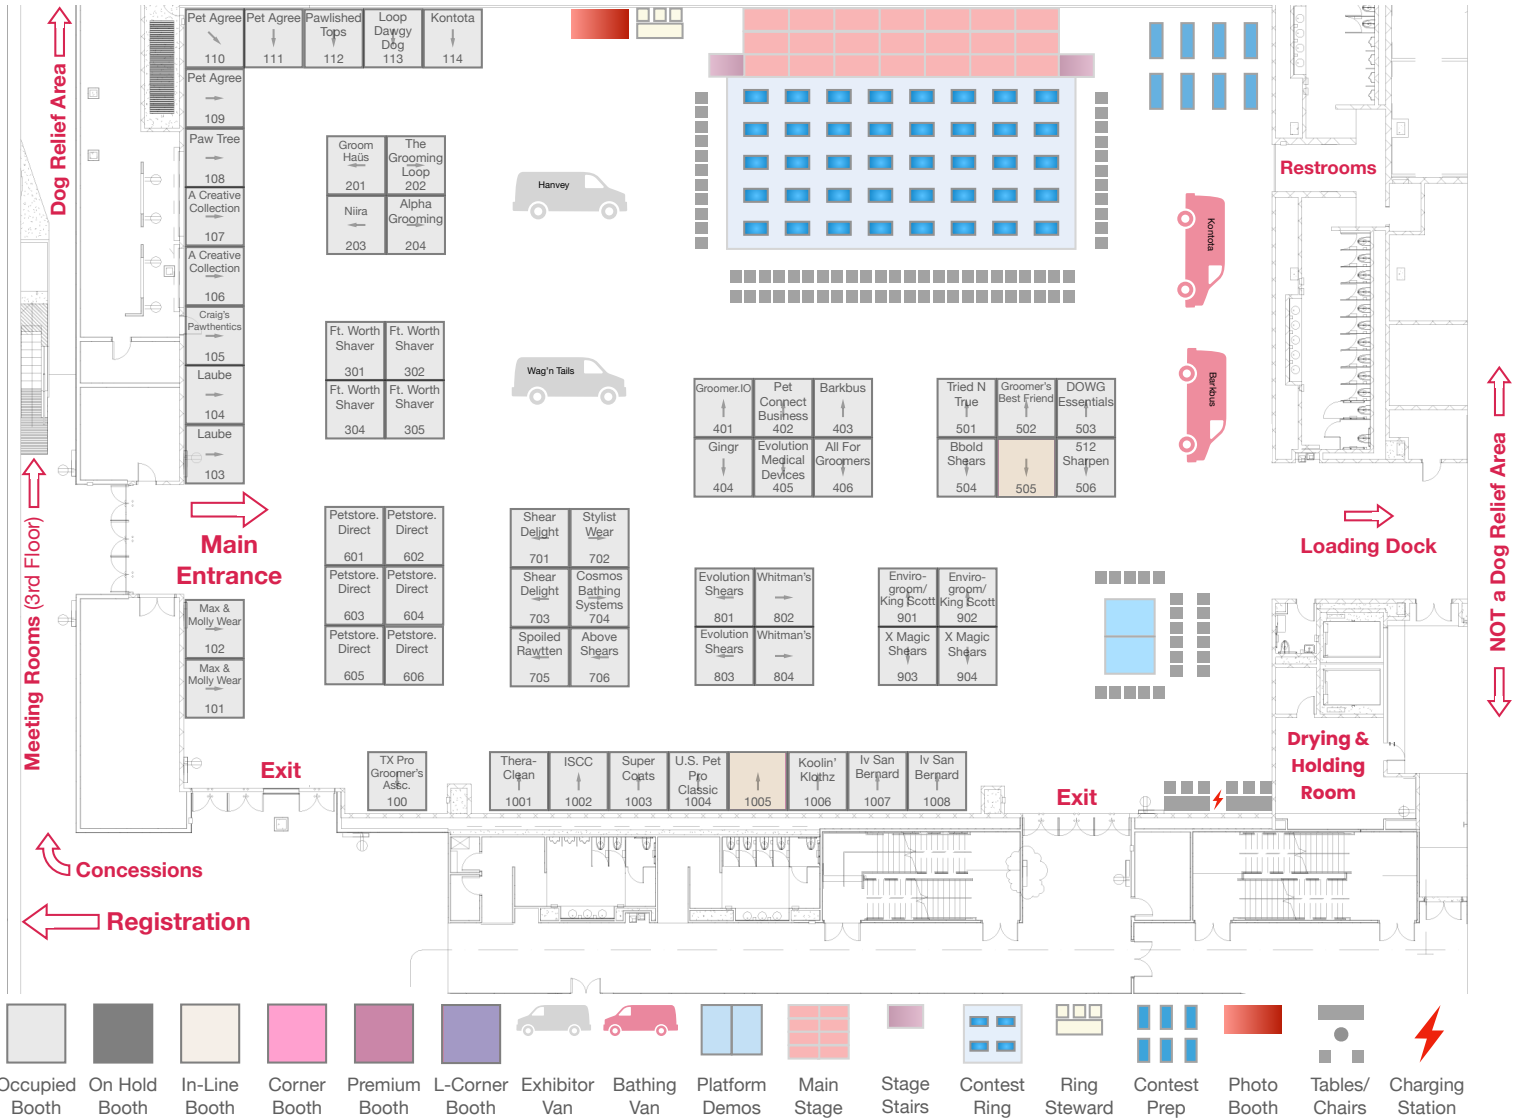 Dog Relief Area
Meeting Rooms (3rd Floor)
Pet Agree
110
Pet Agree
111
Pawlished
Tops
112
Loop
Dawgy
Dog
113
Kontota
114
Pet Agree
109
Paw Tree
108
A Creative
Collection
107
A Creative
Collection
106
Craig's
Pawthentics
105
Laube
104
Laube
103
Groom
Haüs
201
The
Grooming
Loop
202
Niira
203
Alpha
Grooming
204
Hanvey
Restrooms
Kontota
Ft. Worth
Shaver
301
Ft. Worth
Shaver
302
Ft. Worth
Shaver
304
Ft. Worth
Shaver
305
Wag'n Tails
Barkbus
Groomer.IO
401
Pet
Connect
Business
402
Barkbus
403
Gingr
404
Evolution
Medical
Devices
405
All For
Groomers
406
Tried N
True
501
Groomer's
Best Friend
502
DOWG
Essentials
503
Bbold
Shears
504
505
512
Sharpen
506
NOT a Dog Relief Area
Main
Entrance
Loading Dock
Petstore.
Direct
601
Petstore.
Direct
602
Petstore.
Direct
603
Petstore.
Direct
604
Petstore.
Direct
605
Petstore.
Direct
606
Shear
Delight
701
Stylist
Wear
702
Shear
Delight
703
Cosmos
Bathing
Systems
704
Spoiled
Rawtten
705
Above
Shears
706
Evolution
Shears
801
Whitman's
802
Evolution
Shears
803
Whitman's
804
Enviro-
groom/
King Scott
901
Enviro-
groom/
King Scott
902
X Magic
Shears
903
X Magic
Shears
904
Max &
Molly Wear
102
Max &
Molly Wear
101
Exit
TX Pro
Groomer's
Assc.
100
Thera-
Clean
1001
ISCC
1002
Super
Coats
1003
U.S. Pet
Pro
Classic
1004
1005
Koolin'
Klothz
1006
Iv San
Bernard
1007
Iv San
Bernard
1008
Exit
Drying &
Holding
Room
Concessions
Registration
Occupied
Booth
On Hold
Booth
In-Line
Booth
Corner
Booth
Premium
Booth
L-Corner
Booth
Exhibitor
Van
Bathing
Van
Platform
Demos
Main
Stage
Stage
Stairs
Contest
Ring
Ring
Steward
Contest
Prep
Photo
Booth
Tables/
Chairs
Charging
Station